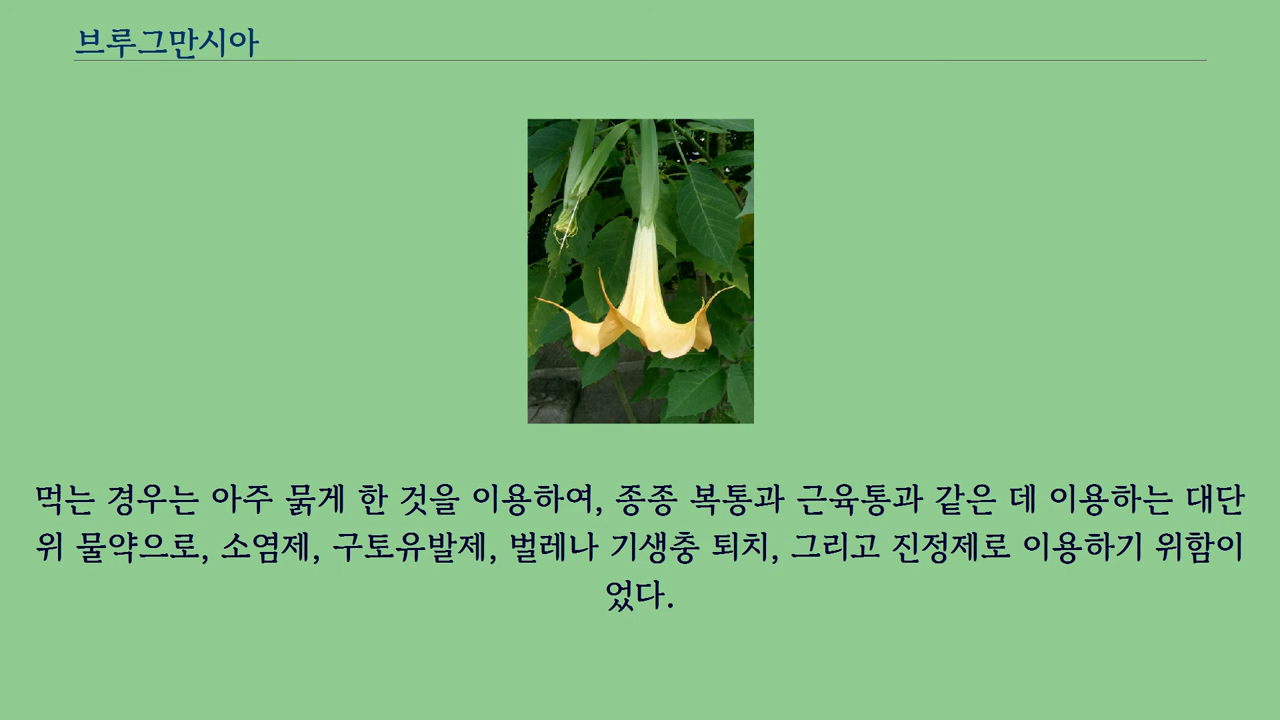 브루그만시아
먹는 경우는 아주 묽게 한 것을 이용하여, 종종 복통과 근육통과 같은 데 이용하는 대단
위 물약으로, 소염제, 구토유발제, 벌레나 기생충 퇴치, 그리고 진정제로 이용하기 위함이
었다.